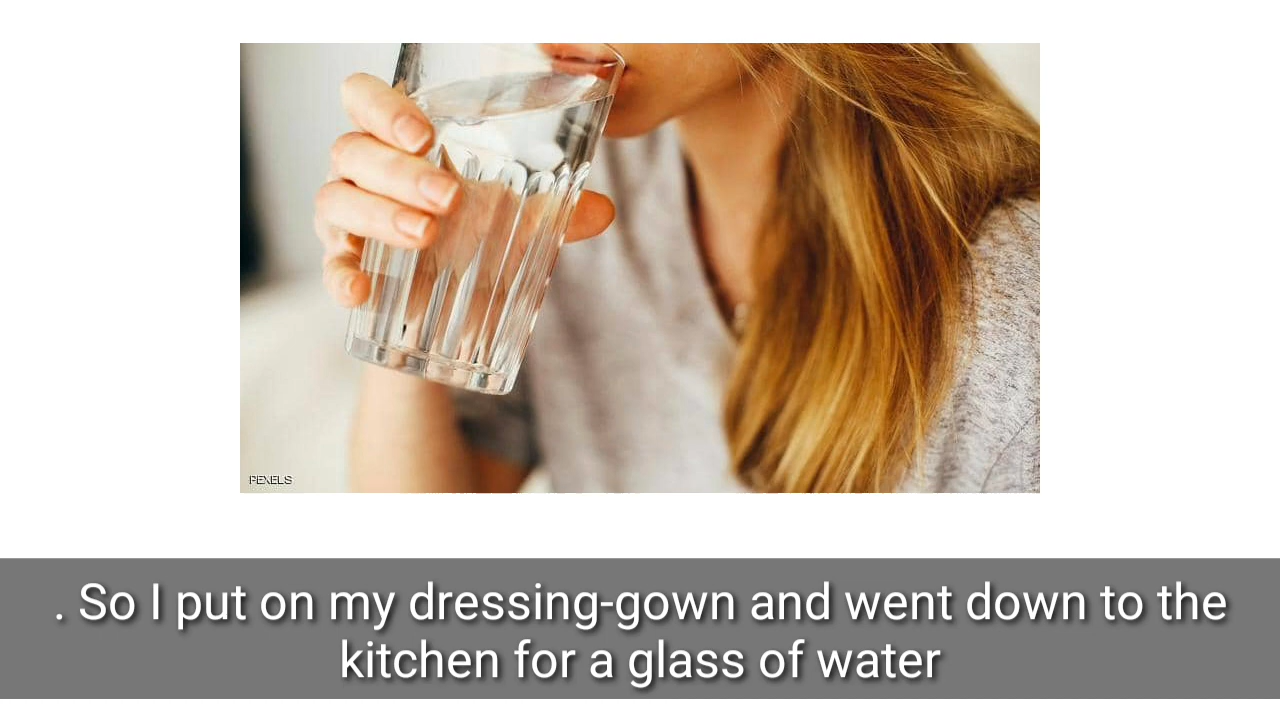 PEXELS
. So I put on my dressing-gown and went down to the
kitchen for a glass of water